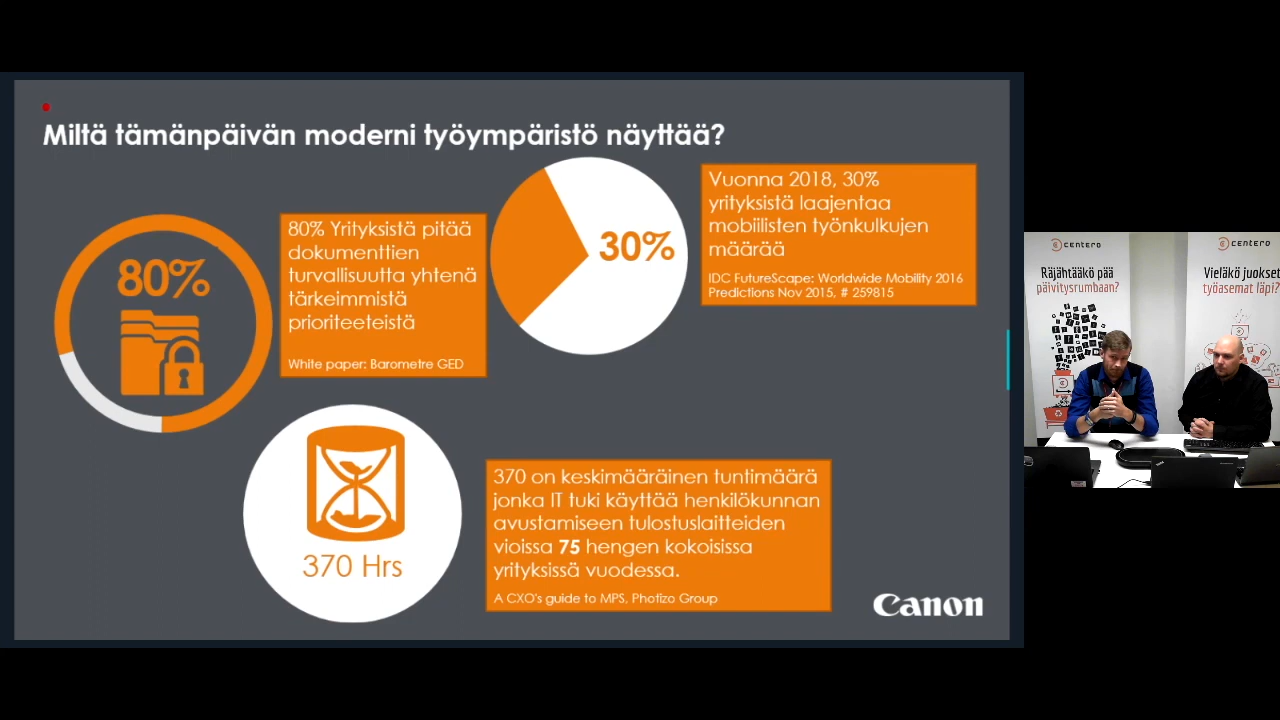 Miltä tämänpäivän moderni työympäristö näyttää?
80%
80% Yrityksistä pitää
dokumenttien
turvallisuutta yhtenä
tärkeimmistä
prioriteeteistä
White paper: Barometre GED
30%
Vuonna 2018, 30%
yrityksistä laajentaa
mobiilisten työnkulkujen
määrää
IDC FutureScape: Worldwide Mobility 2016
Predictions Nov 2015, # 259815
370 Hrs
370 on keskimääräinen tuntimäärä
jonka IT tuki käyttää henkilökunnan
avustamiseen tulostuslaitteiden
vioissa 75 hengen kokoisissa
yrityksissä vuodessa.
A CXO's guide to MPS, Photizo Group
Canon
centero
Räjähtääkö pää
päivitysrumbaan?
centero
Vieläkö juokset
työasemat läpi?